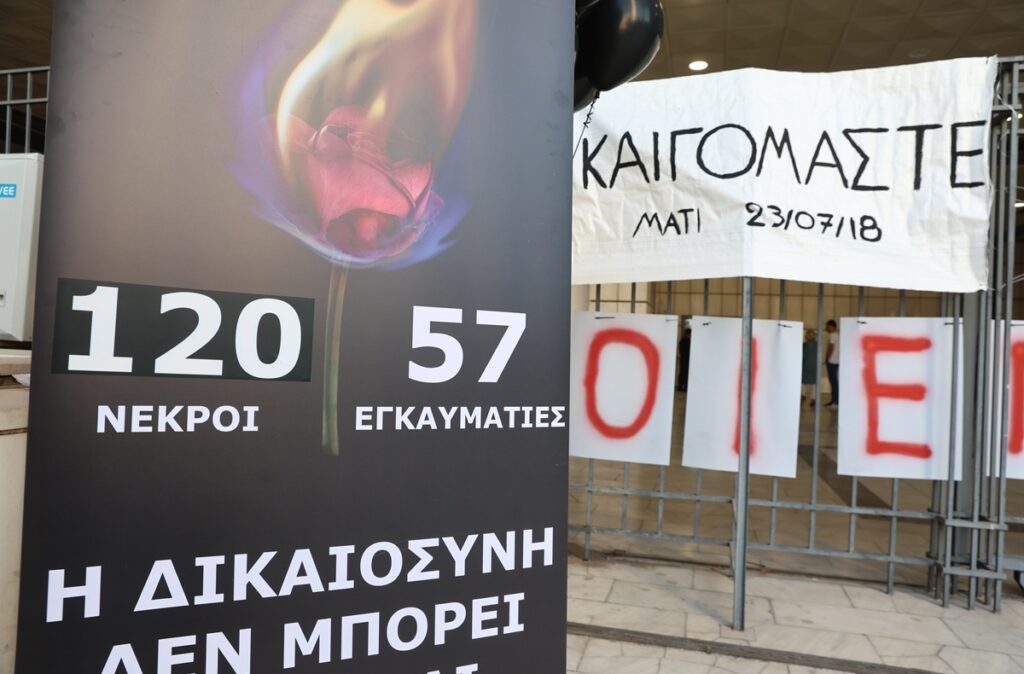 120 57
ΝΕΚΡΟΙ ΕΓΚΑΥΜΑΤΙΕΣ
Η ΔΙΚΑΙΟΣΥΝΗ
ΔΕΝ ΜΠΟΡΕΙ
ΚΑΙΓΟΜΑΣΤΕ
ΜΑΤΙ 23/07/18
Ο Ι Ε